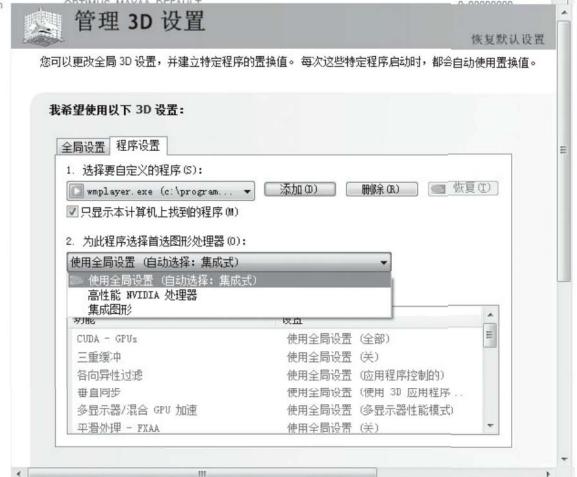 OPTIMUS_MAXAA_DEFAULT 0.00000000
管理 3D 设置
恢复默认设置
您可以更改全局 3D 设置，并建立特定程序的置换值。 每次这些特定程序启动时，都会自动使用置换值。
我希望使用以下 3D 设置:
全局设置 程序设置
1. 选择要自定义的程序(S):
wmplayer.exe (c:\program... 添加(D) 删除(R) 恢复(T)
只显示本计算机上找到的程序(M)
2. 为此程序选择首选图形处理器(O):
使用全局设置 (自动选择: 集成式)
使用全局设置 (自动选择: 集成式)
高性能 NVIDIA 处理器
集成图形
功能 设置
CUDA - GPUs 使用全局设置 (全部)
三重缓冲 使用全局设置 (关)
各向异性过滤 使用全局设置 (应用程序控制的)
垂直同步 使用全局设置 (使用 3D 应用程序...
多显示器/混合 GPU 加速 使用全局设置 (多显示器性能模式)
平滑处理 - FXAA 使用全局设置 (关)